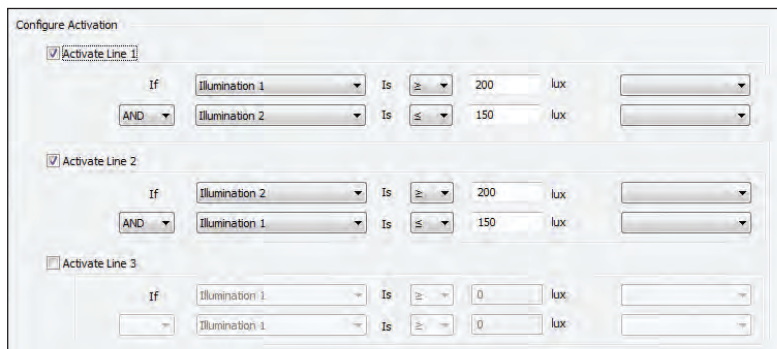 Configure Activation
Activate Line 1
If Illumination 1 Is ≥ 200 lux
AND Illumination 2 Is ≤ 150 lux
Activate Line 2
If Illumination 2 Is ≥ 200 lux
AND Illumination 1 Is ≤ 150 lux
Activate Line 3
If Illumination 1 Is ≥ 0 lux
Illumination 1 Is ≥ 0 lux